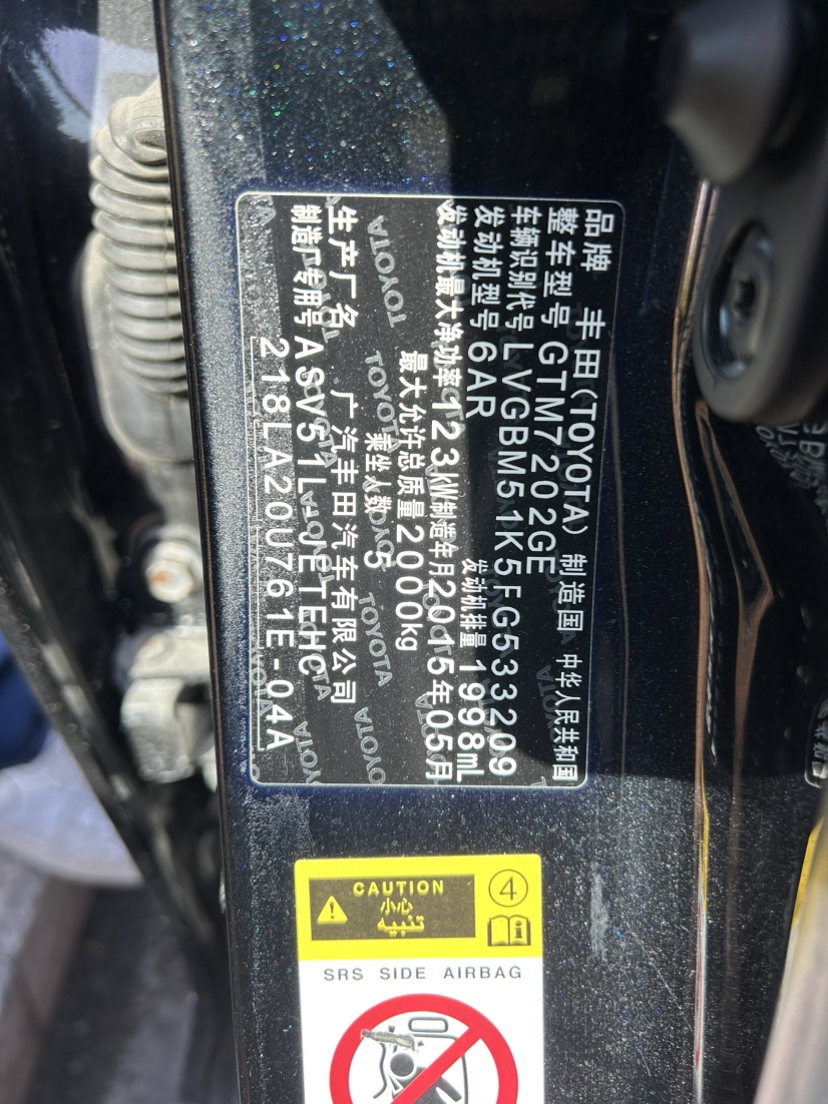 品牌 丰田(TOYOTA) 制造国 中华人民共和国
整车型号 GTM7202GE
车辆识别代号 LVGBM51K5FG533209
发动机型号 6AR 发动机排量 1998mL
发动机最大净功率 123kW 制造年月 2015年05月
最大允许总质量 2000kg
乘坐人数 5
生产厂名 广汽丰田汽车有限公司
制造厂专用号 ASV51L-JETEHC
218LA20U761E-04A
CAUTION
小心
تنبيه
4
SRS SIDE AIRBAG